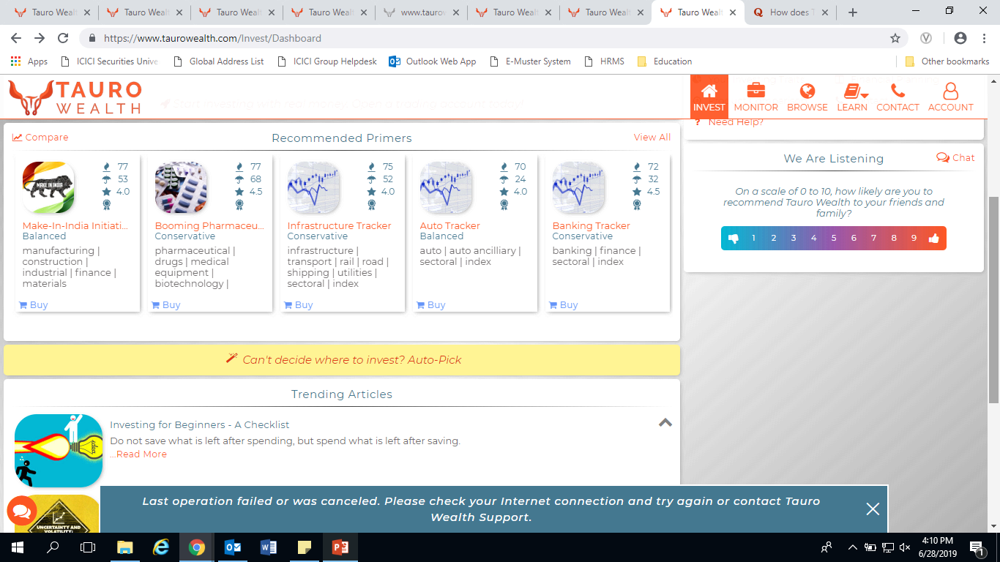 Tauro Wealt
Tauro Wealt
Tauro Wealt
Tauro Wealt
www.taurow
Tauro Wealt
Tauro Wealt
Tauro Wealt
How does T
https://www.taurowealth.com/Invest/Dashboard
Apps
ICICI Securities Unive
Global Address List
ICICI Group Helpdesk
Outlook Web App
E-Muster System
HRMS
Education
Other bookmarks
TAURO
WEALTH
Start investing with real money. Open a trading account today!
INVEST
MONITOR
BROWSE
LEARN
CONTACT
ACCOUNT
? Need Help?
Compare
Recommended Primers
View All
77
53
4.0
Make-In-India Initiati...
Balanced
manufacturing |
construction |
industrial | finance |
materials
Buy
77
68
4.5
Booming Pharmaceu...
Conservative
pharmaceutical |
drugs | medical
equipment |
biotechnology |
Buy
75
52
4.0
Infrastructure Tracker
Conservative
infrastructure |
transport | rail | road |
shipping | utilities |
sectoral | index
Buy
70
24
4.0
Auto Tracker
Balanced
auto | auto ancilliary |
sectoral | index
Buy
72
32
4.5
Banking Tracker
Conservative
banking | finance |
sectoral | index
Buy
We Are Listening
Chat
On a scale of 0 to 10, how likely are you to
recommend Tauro Wealth to your friends and
family?
1 2 3 4 5 6 7 8 9
Can't decide where to invest? Auto-Pick
Trending Articles
idea
Investing for Beginners - A Checklist
Do not save what is left after spending, but spend what is left after saving.
...Read More
UNCERTAINTY AND
VOLATILITY:
Last operation failed or was canceled. Please check your Internet connection and try again or contact Tauro
Wealth Support.
4:10 PM
6/28/2019
1